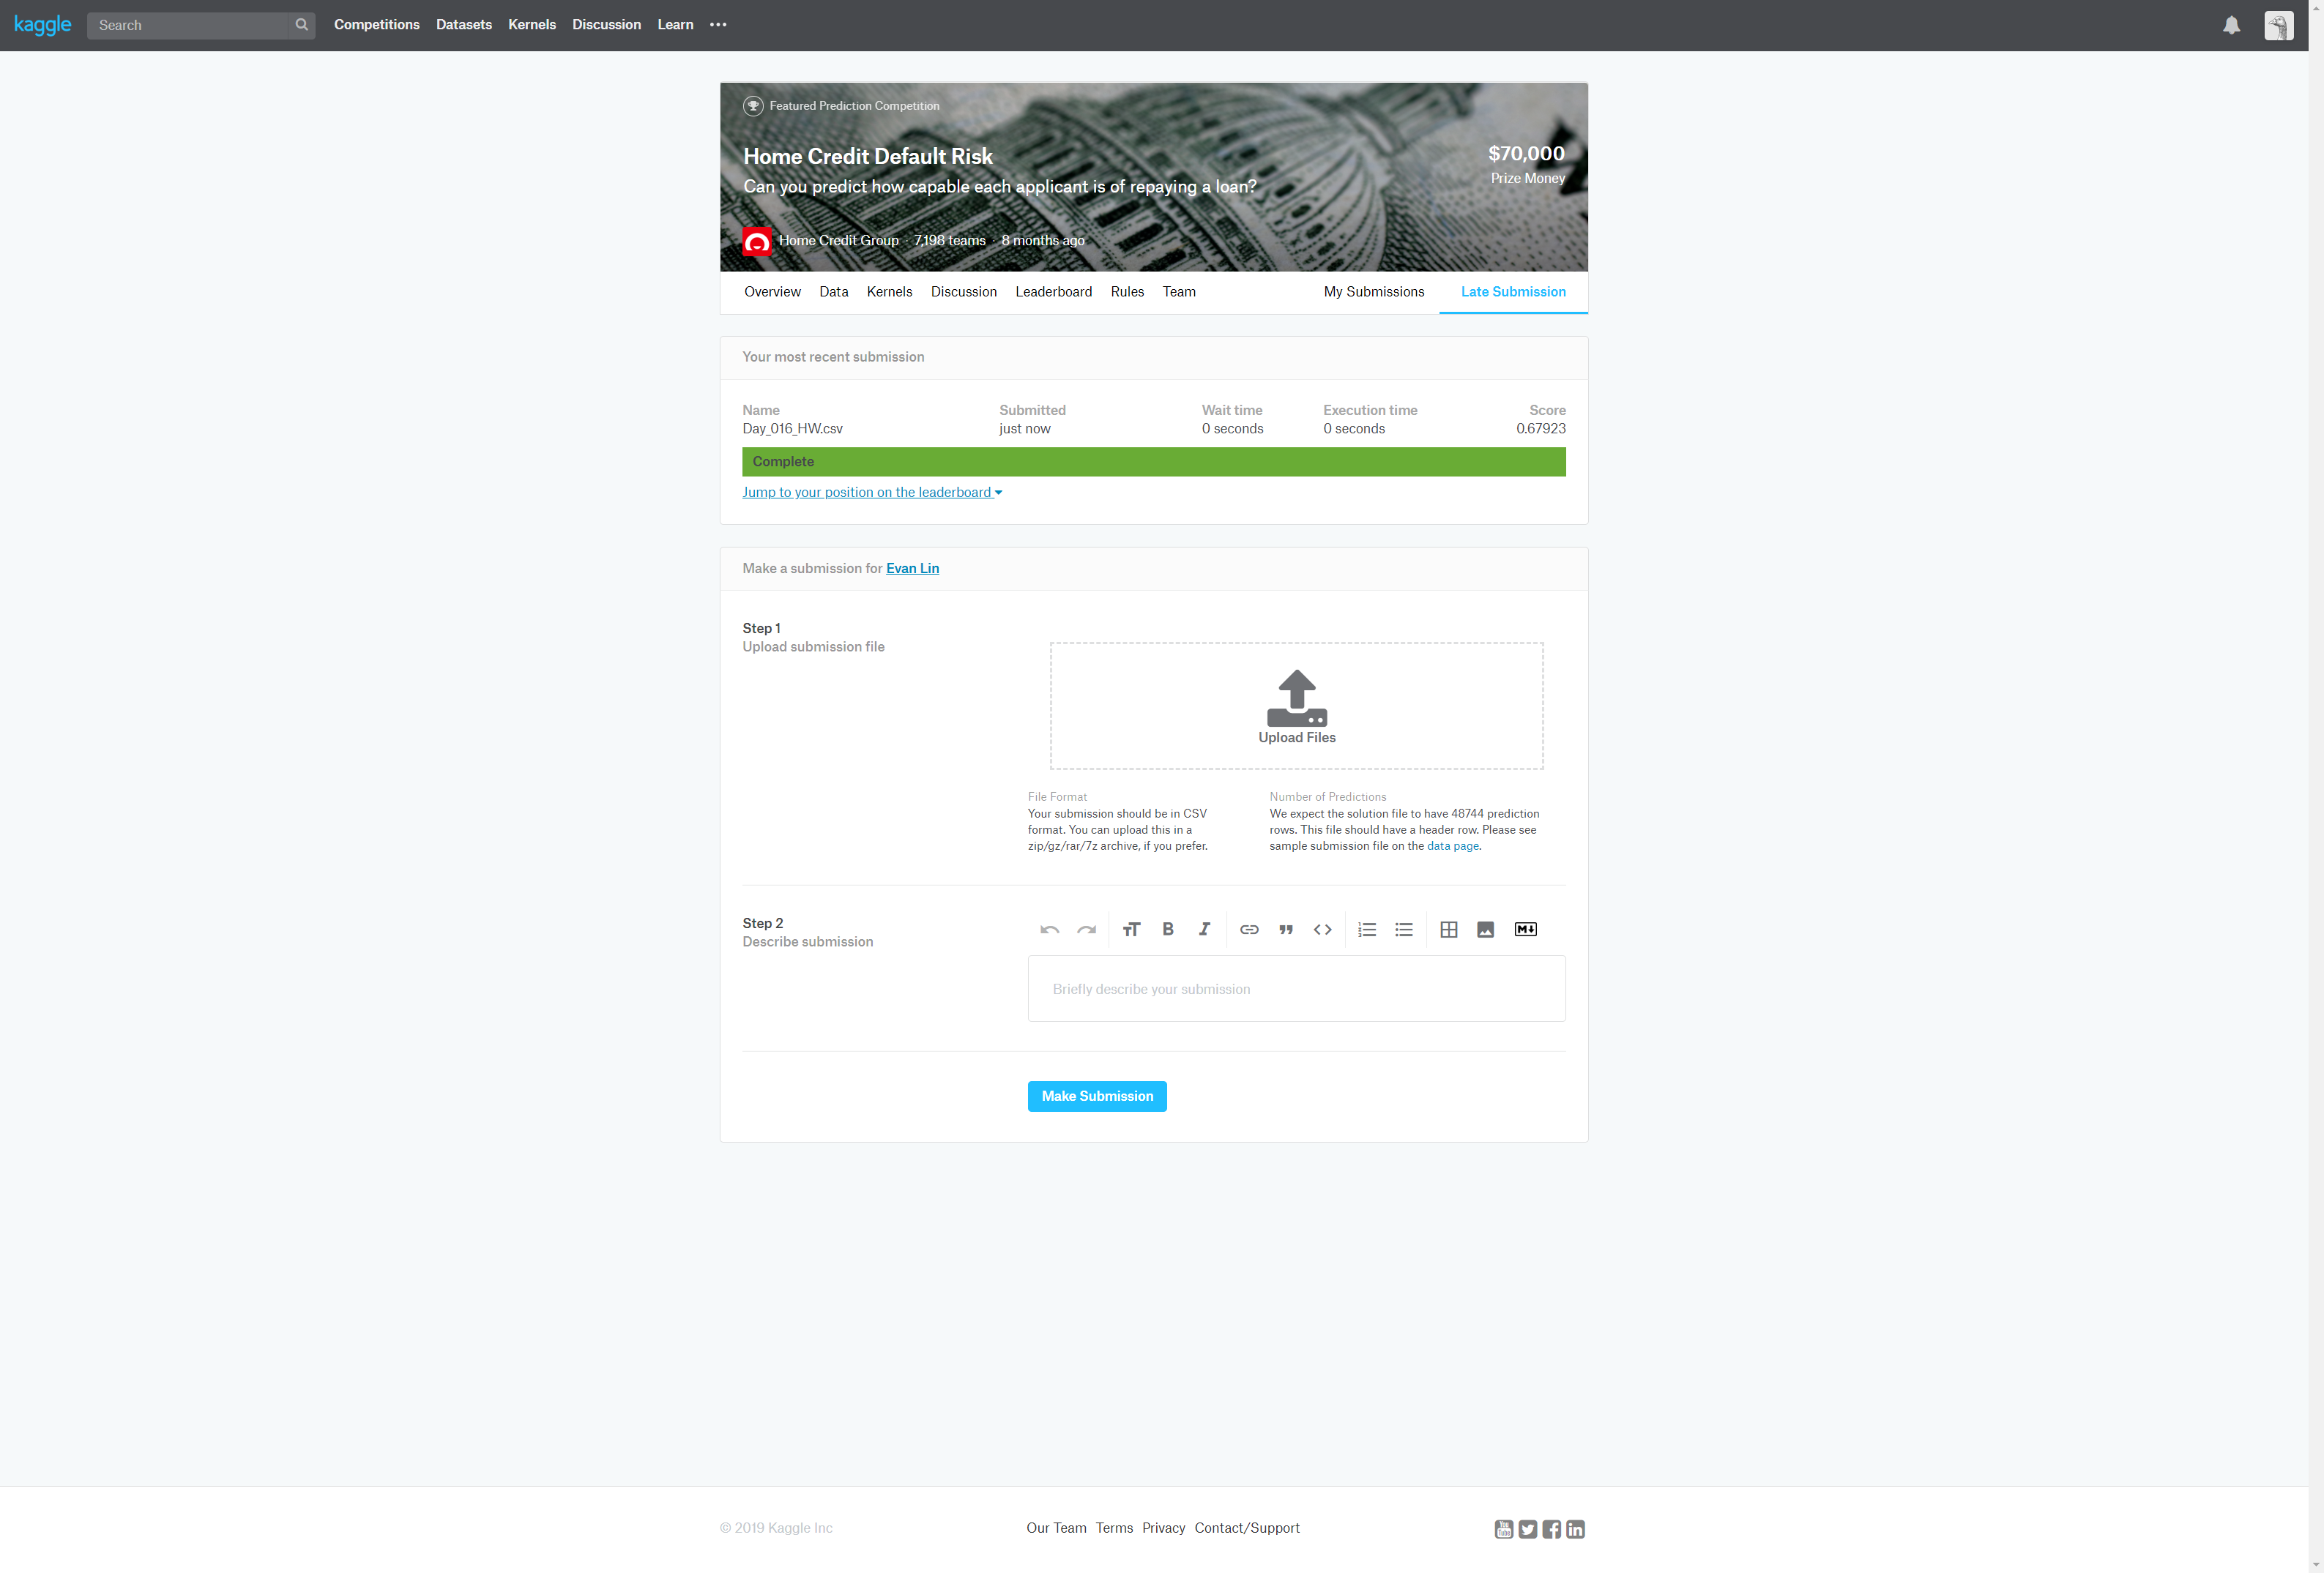 kaggle
Search
Competitions Datasets Kernels Discussion Learn
Featured Prediction Competition
Home Credit Default Risk
Can you predict how capable each applicant is of repaying a loan?
$70,000
Prize Money
Home Credit Group · 7,198 teams · 8 months ago
Overview Data Kernels Discussion Leaderboard Rules Team My Submissions Late Submission
Your most recent submission
Name Submitted Wait time Execution time Score
Day_016_HW.csv just now 0 seconds 0 seconds 0.67923
Complete
Jump to your position on the leaderboard
Make a submission for Evan Lin
Step 1
Upload submission file
Upload Files
File Format
Your submission should be in CSV
format. You can upload this in a
zip/gz/rar/7z archive, if you prefer.
Number of Predictions
We expect the solution file to have 48744 prediction
rows. This file should have a header row. Please see
sample submission file on the data page.
Step 2
Describe submission
Briefly describe your submission
Make Submission
© 2019 Kaggle Inc
Our Team Terms Privacy Contact/Support